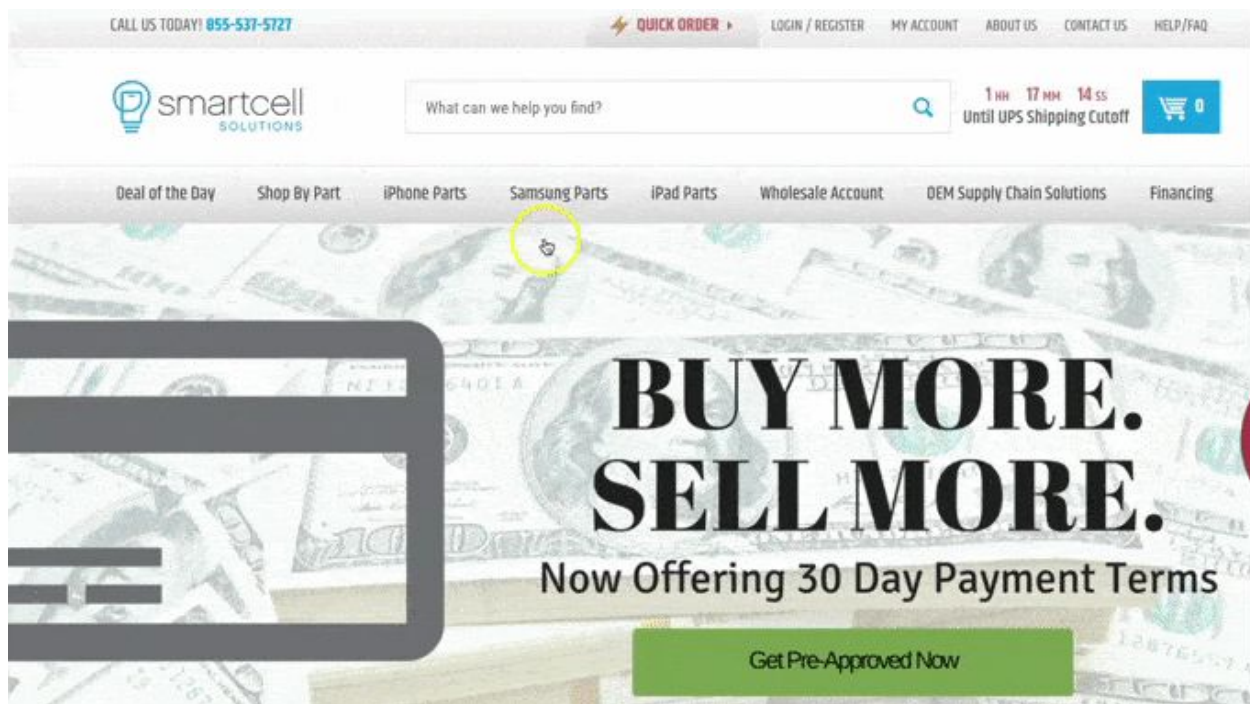 CALL US TODAY! 855-537-5727
QUICK ORDER
LOGIN / REGISTER
MY ACCOUNT
ABOUT US
CONTACT US
HELP/FAQ
smartcell
SOLUTIONS
What can we help you find?
1 HH 17 MM 14 SS
Until UPS Shipping Cutoff
0
Deal of the Day
Shop By Part
iPhone Parts
Samsung Parts
iPad Parts
Wholesale Account
OEM Supply Chain Solutions
Financing
BUY MORE.
SELL MORE.
Now Offering 30 Day Payment Terms
Get Pre-Approved Now